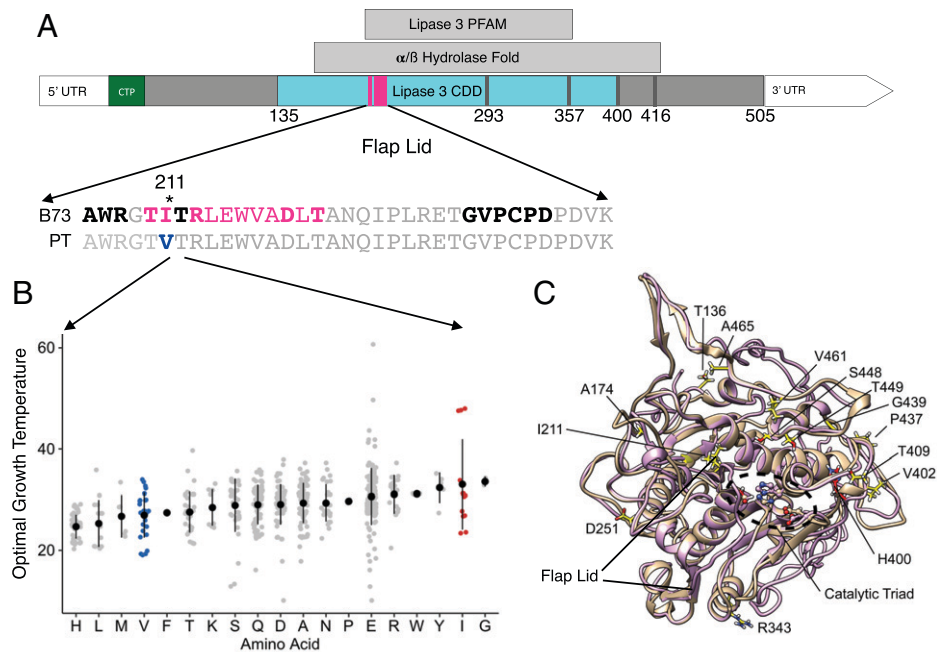 A
Lipase 3 PFAM
α/ß Hydrolase Fold
5' UTR
CTP
Lipase 3 CDD
3' UTR
135
293
357
400
416
505
Flap Lid
211
*
B73
AWRGTITRLEWVADLTANQIPLRETGVPCPDPDVK
PT
AWRGTVTRLEWVADLTANQIPLRETGVPCPDPDVK
B
Optimal Growth Temperature
60
40
20
H L M V F T K S Q D A N P E R W Y I G
Amino Acid
C
T136
A465
V461
S448
T449
G439
P437
A174
I211
T409
V402
D251
H400
Flap Lid
Catalytic Triad
R343